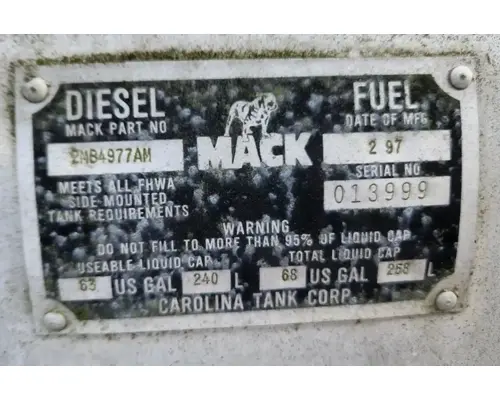 DIESEL FUEL
MACK PART NO DATE OF MFG
2MB4977AM MACK 2 97
MEETS ALL FHWA SERIAL NO
SIDE MOUNTED 013999
TANK REQUIREMENTS
WARNING
DO NOT FILL TO MORE THAN 95% OF LIQUID CAP
USEABLE LIQUID CAP TOTAL LIQUID CAP
63 US GAL 240 L 68 US GAL 258 L
CAROLINA TANK CORP.